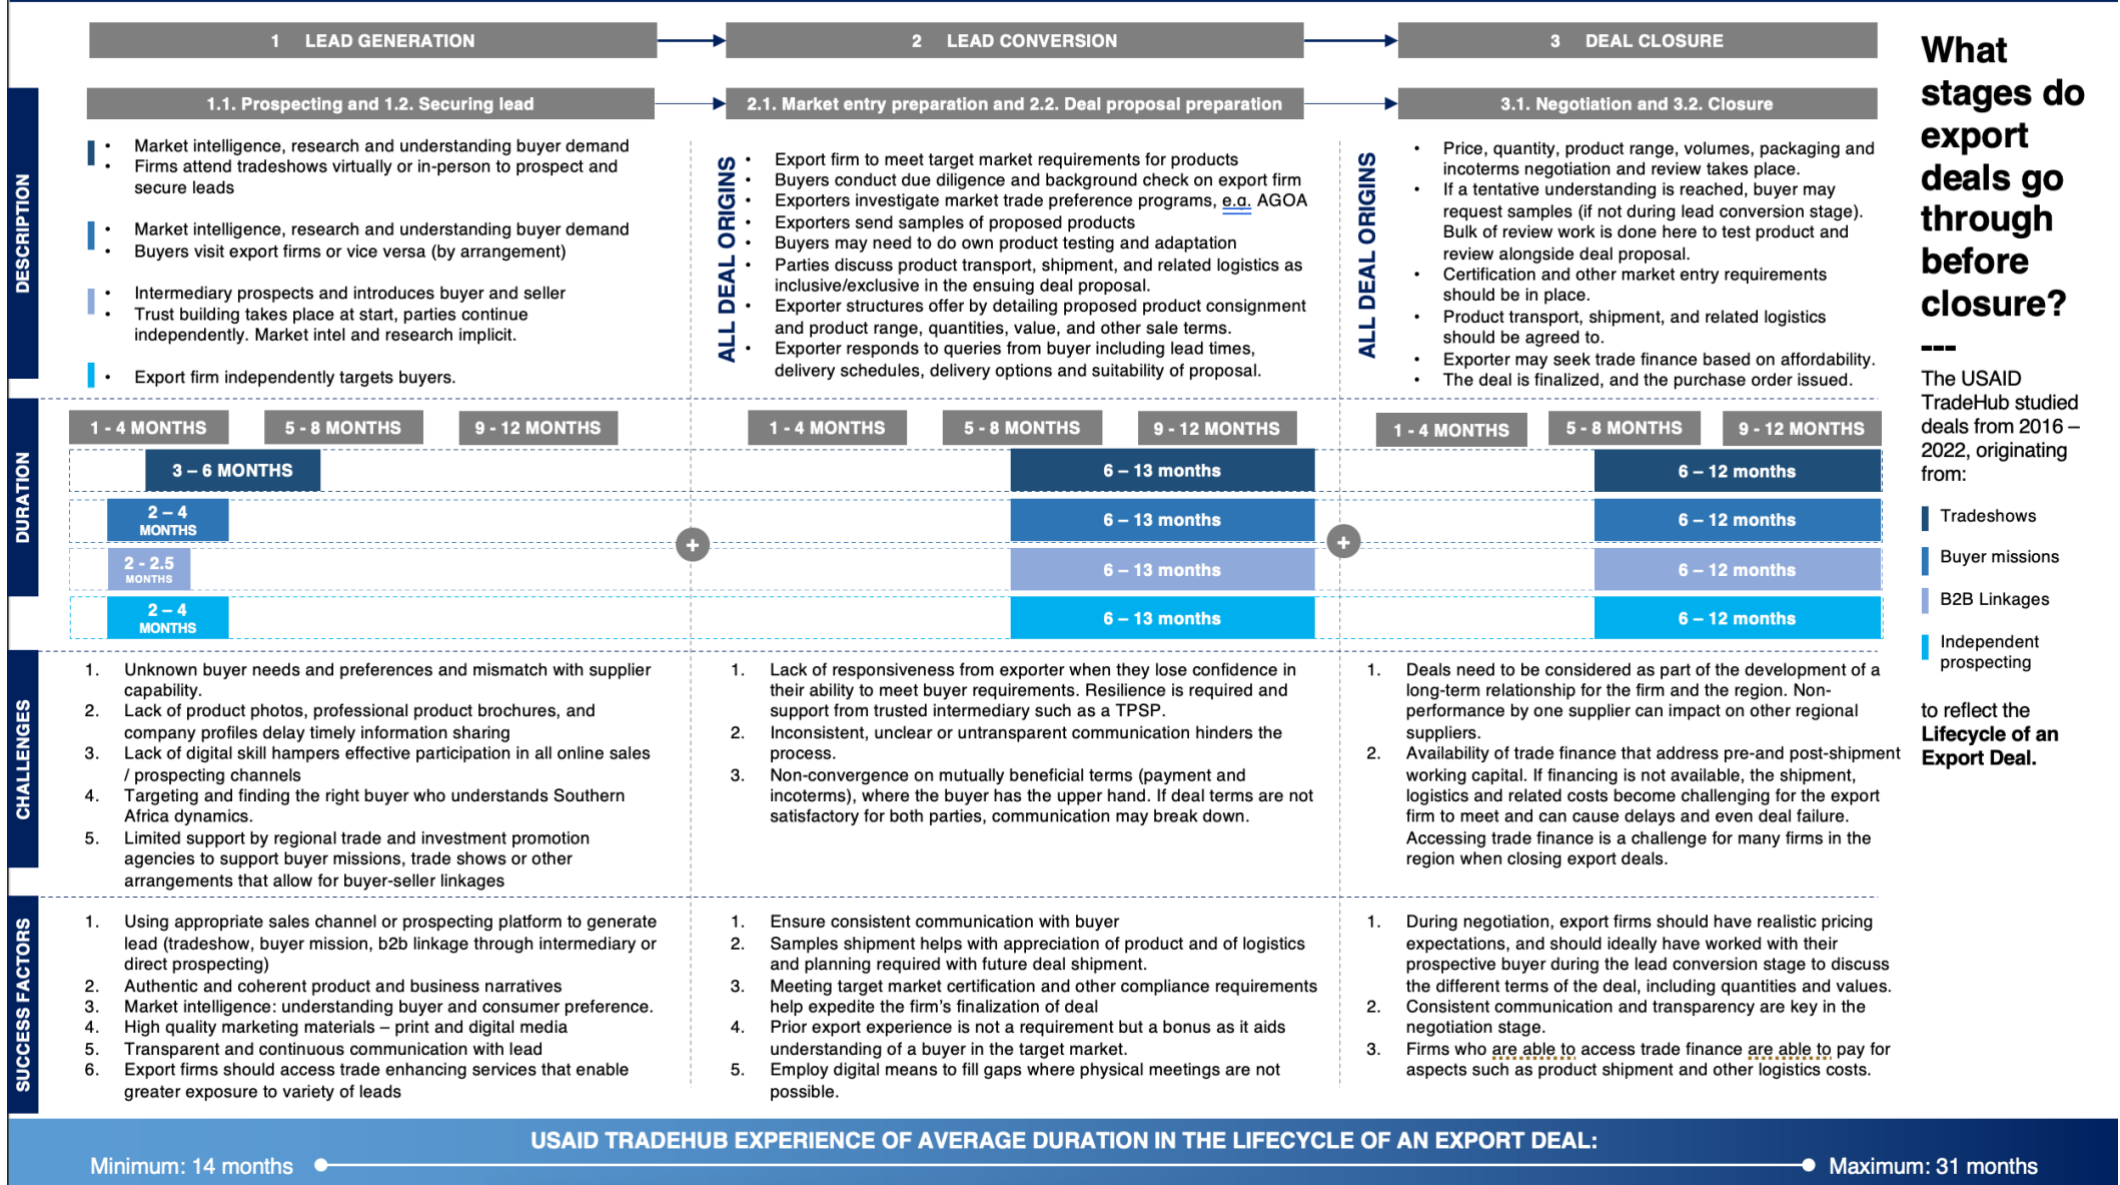 1 LEAD GENERATION
2 LEAD CONVERSION
3 DEAL CLOSURE
What
stages do
export
deals go
through
before
closure?
---
The USAID
TradeHub studied
deals from 2016 –
2022, originating
from:
Tradeshows
Buyer missions
B2B Linkages
Independent
prospecting
to reflect the
Lifecycle of an
Export Deal.
DESCRIPTION
1.1. Prospecting and 1.2. Securing lead
• Market intelligence, research and understanding buyer demand
• Firms attend tradeshows virtually or in-person to prospect and
secure leads
• Market intelligence, research and understanding buyer demand
• Buyers visit export firms or vice versa (by arrangement)
• Intermediary prospects and introduces buyer and seller
• Trust building takes place at start, parties continue
independently. Market intel and research implicit.
• Export firm independently targets buyers.
2.1. Market entry preparation and 2.2. Deal proposal preparation
ALL DEAL ORIGINS
• Export firm to meet target market requirements for products
• Buyers conduct due diligence and background check on export firm
• Exporters investigate market trade preference programs, e.g. AGOA
• Exporters send samples of proposed products
• Buyers may need to do own product testing and adaptation
• Parties discuss product transport, shipment, and related logistics as
inclusive/exclusive in the ensuing deal proposal.
• Exporter structures offer by detailing proposed product consignment
and product range, quantities, value, and other sale terms.
• Exporter responds to queries from buyer including lead times,
delivery schedules, delivery options and suitability of proposal.
3.1. Negotiation and 3.2. Closure
ALL DEAL ORIGINS
• Price, quantity, product range, volumes, packaging and
incoterms negotiation and review takes place.
• If a tentative understanding is reached, buyer may
request samples (if not during lead conversion stage).
Bulk of review work is done here to test product and
review alongside deal proposal.
• Certification and other market entry requirements
should be in place.
• Product transport, shipment, and related logistics
should be agreed to.
• Exporter may seek trade finance based on affordability.
• The deal is finalized, and the purchase order issued.
DURATION
1 - 4 MONTHS
5 - 8 MONTHS
9 - 12 MONTHS
1 - 4 MONTHS
5 - 8 MONTHS
9 - 12 MONTHS
1 - 4 MONTHS
5 - 8 MONTHS
9 - 12 MONTHS
3 – 6 MONTHS
6 – 13 months
6 – 12 months
2 – 4
MONTHS
6 – 13 months
6 – 12 months
+
+
2 - 2.5
MONTHS
6 – 13 months
6 – 12 months
2 – 4
MONTHS
6 – 13 months
6 – 12 months
CHALLENGES
1. Unknown buyer needs and preferences and mismatch with supplier
capability.
2. Lack of product photos, professional product brochures, and
company profiles delay timely information sharing
3. Lack of digital skill hampers effective participation in all online sales
/ prospecting channels
4. Targeting and finding the right buyer who understands Southern
Africa dynamics.
5. Limited support by regional trade and investment promotion
agencies to support buyer missions, trade shows or other
arrangements that allow for buyer-seller linkages
1. Lack of responsiveness from exporter when they lose confidence in
their ability to meet buyer requirements. Resilience is required and
support from trusted intermediary such as a TPSP.
2. Inconsistent, unclear or untransparent communication hinders the
process.
3. Non-convergence on mutually beneficial terms (payment and
incoterms), where the buyer has the upper hand. If deal terms are not
satisfactory for both parties, communication may break down.
1. Deals need to be considered as part of the development of a
long-term relationship for the firm and the region. Non-
performance by one supplier can impact on other regional
suppliers.
2. Availability of trade finance that address pre-and post-shipment
working capital. If financing is not available, the shipment,
logistics and related costs become challenging for the export
firm to meet and can cause delays and even deal failure.
Accessing trade finance is a challenge for many firms in the
region when closing export deals.
SUCCESS FACTORS
1. Using appropriate sales channel or prospecting platform to generate
lead (tradeshow, buyer mission, b2b linkage through intermediary or
direct prospecting)
2. Authentic and coherent product and business narratives
3. Market intelligence: understanding buyer and consumer preference.
4. High quality marketing materials – print and digital media
5. Transparent and continuous communication with lead
6. Export firms should access trade enhancing services that enable
greater exposure to variety of leads
1. Ensure consistent communication with buyer
2. Samples shipment helps with appreciation of product and of logistics
and planning required with future deal shipment.
3. Meeting target market certification and other compliance requirements
help expedite the firm's finalization of deal
4. Prior export experience is not a requirement but a bonus as it aids
understanding of a buyer in the target market.
5. Employ digital means to fill gaps where physical meetings are not
possible.
1. During negotiation, export firms should have realistic pricing
expectations, and should ideally have worked with their
prospective buyer during the lead conversion stage to discuss
the different terms of the deal, including quantities and values.
2. Consistent communication and transparency are key in the
negotiation stage.
3. Firms who are able to access trade finance are able to pay for
aspects such as product shipment and other logistics costs.
USAID TRADEHUB EXPERIENCE OF AVERAGE DURATION IN THE LIFECYCLE OF AN EXPORT DEAL:
Minimum: 14 months
Maximum: 31 months